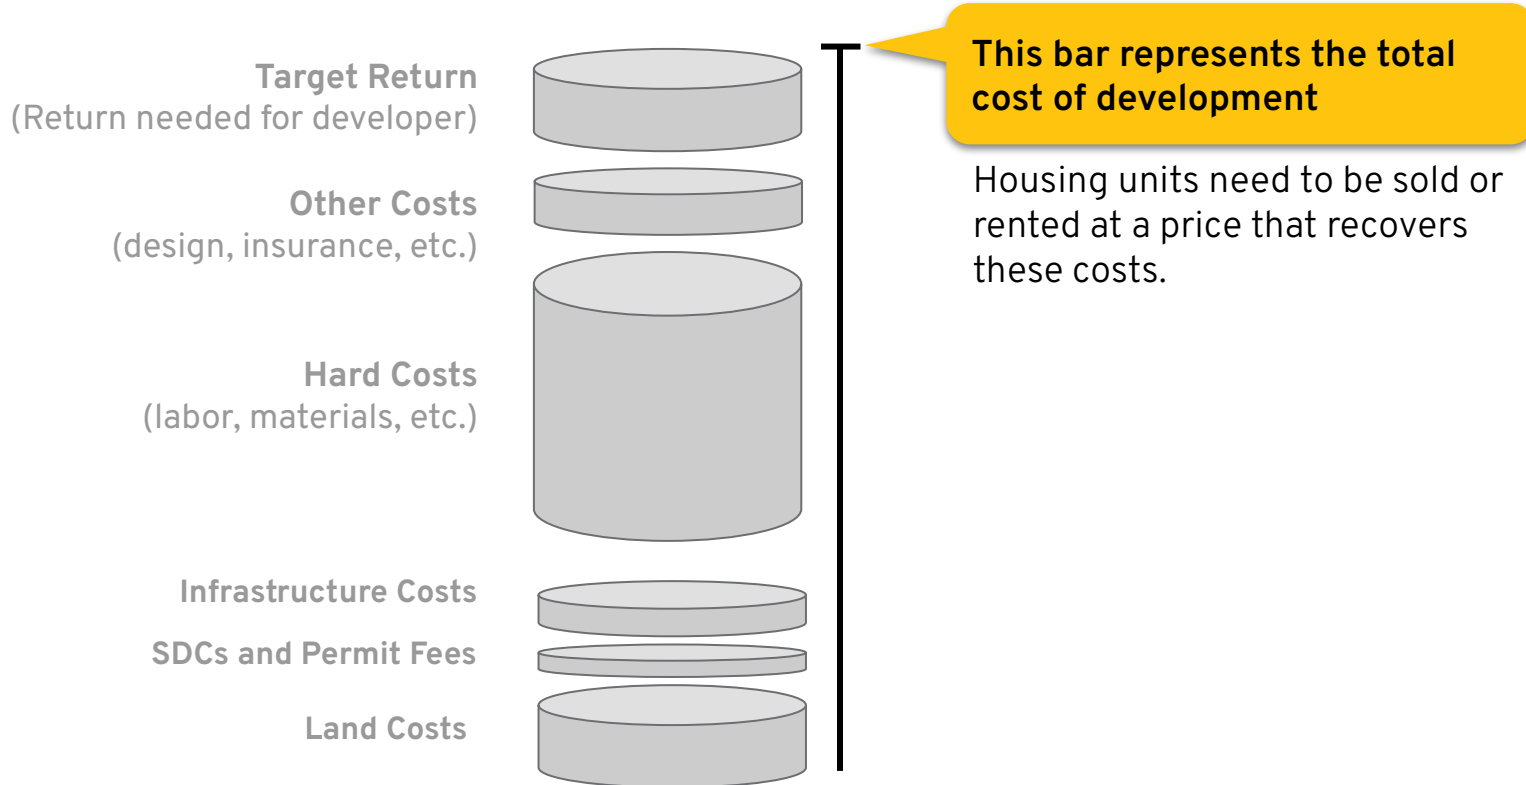 Target Return
(Return needed for developer)
Other Costs
(design, insurance, etc.)
Hard Costs
(labor, materials, etc.)
Infrastructure Costs
SDCs and Permit Fees
Land Costs
This bar represents the total
cost of development
Housing units need to be sold or
rented at a price that recovers
these costs.